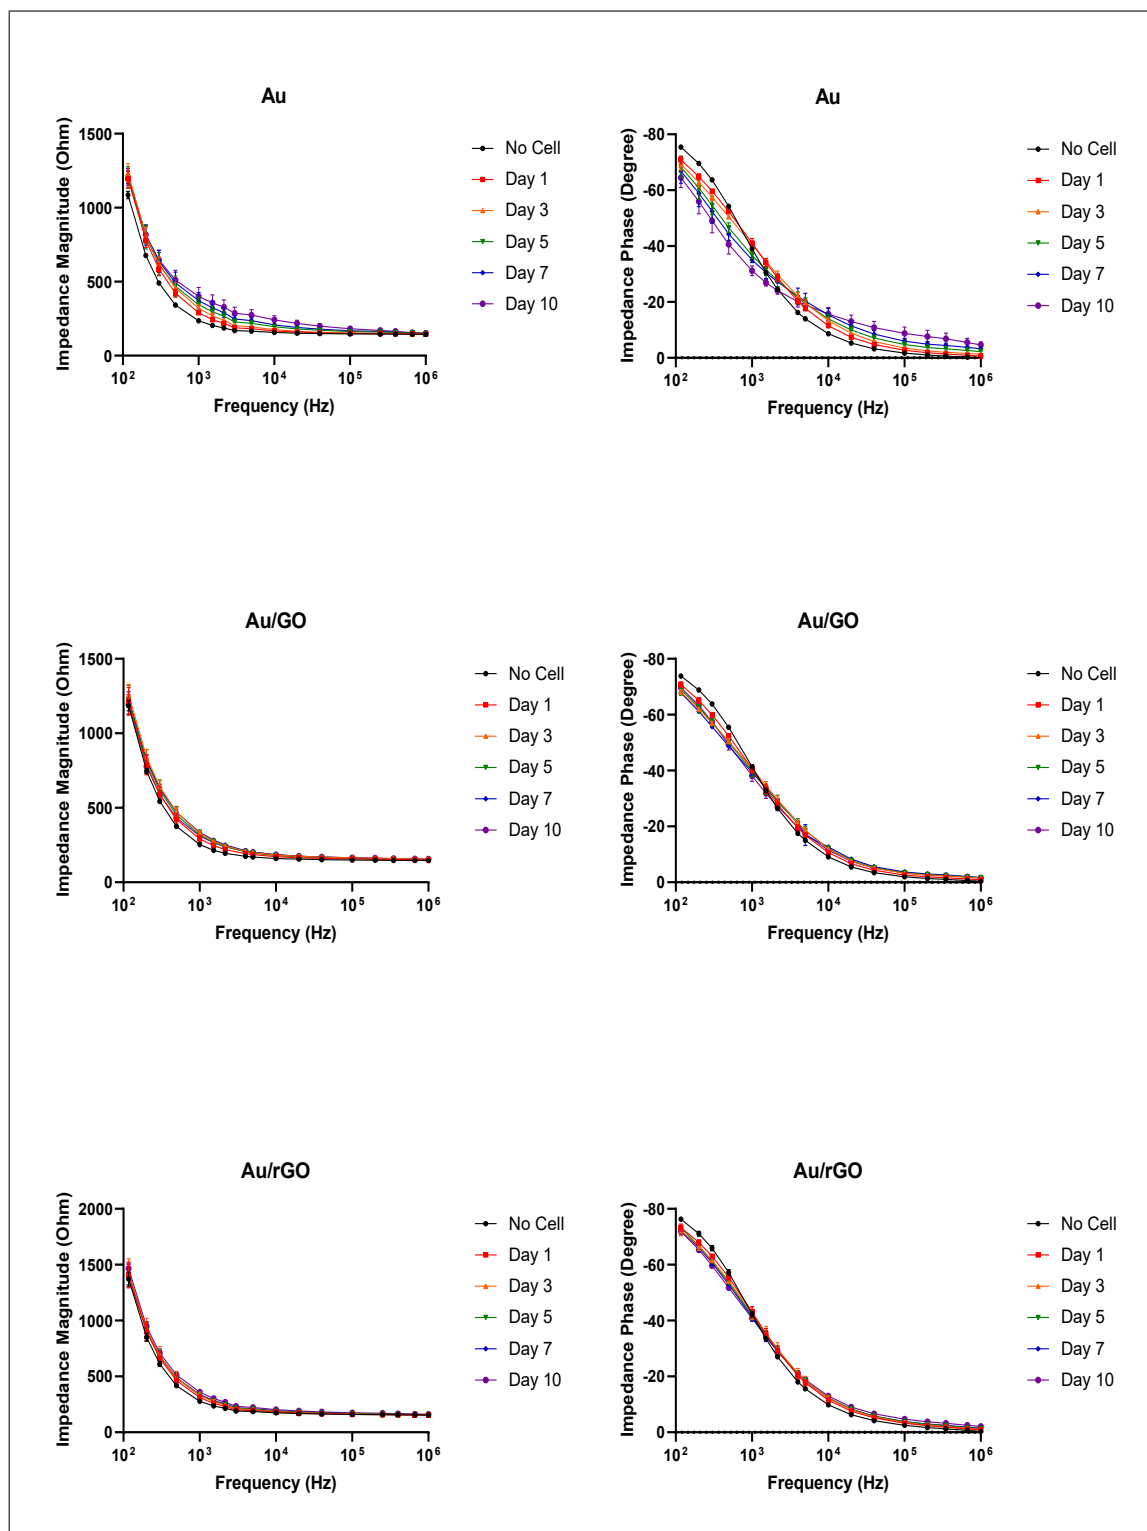 Au
Impedance Magnitude (Ohm)
1500
1000
500
0
10² 10³ 10⁴ 10⁵ 10⁶
Frequency (Hz)
No Cell
Day 1
Day 3
Day 5
Day 7
Day 10
Au
Impedance Phase (Degree)
-80
-60
-40
-20
0
10² 10³ 10⁴ 10⁵ 10⁶
Frequency (Hz)
No Cell
Day 1
Day 3
Day 5
Day 7
Day 10
Au/GO
Impedance Magnitude (Ohm)
1500
1000
500
0
10² 10³ 10⁴ 10⁵ 10⁶
Frequency (Hz)
No Cell
Day 1
Day 3
Day 5
Day 7
Day 10
Au/GO
Impedance Phase (Degree)
-80
-60
-40
-20
0
10² 10³ 10⁴ 10⁵ 10⁶
Frequency (Hz)
No Cell
Day 1
Day 3
Day 5
Day 7
Day 10
Au/rGO
Impedance Magnitude (Ohm)
2000
1500
1000
500
0
10² 10³ 10⁴ 10⁵ 10⁶
Frequency (Hz)
No Cell
Day 1
Day 3
Day 5
Day 7
Day 10
Au/rGO
Impedance Phase (Degree)
-80
-60
-40
-20
0
10² 10³ 10⁴ 10⁵ 10⁶
Frequency (Hz)
No Cell
Day 1
Day 3
Day 5
Day 7
Day 10